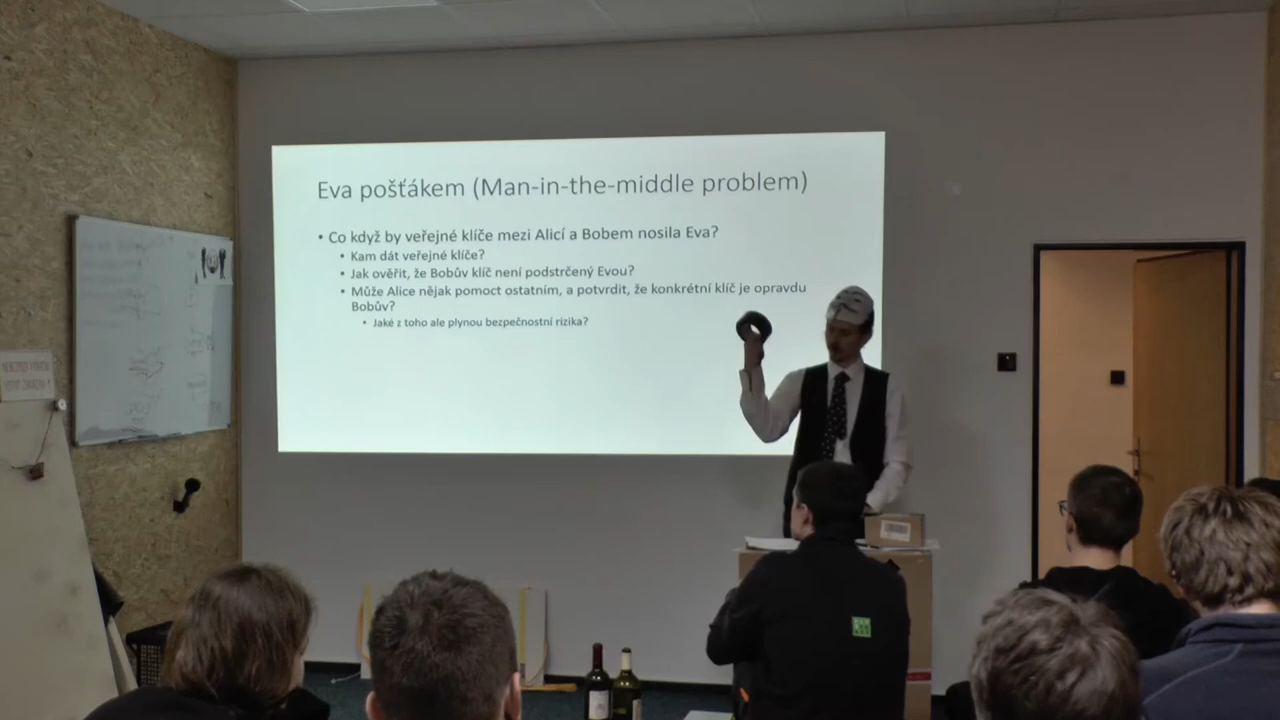 Eva pošťákem (Man-in-the-middle problem)
• Co když by veřejné klíče mezi Alicí a Bobem nosila Eva?
• Kam dát veřejné klíče?
• Jak ověřit, že Bobův klíč není podstrčený Evou?
• Může Alice nějak pomoct ostatním, a potvrdit, že konkrétní klíč je opravdu
Bobův?
• Jaké z toho ale plynou bezpečnostní rizika?